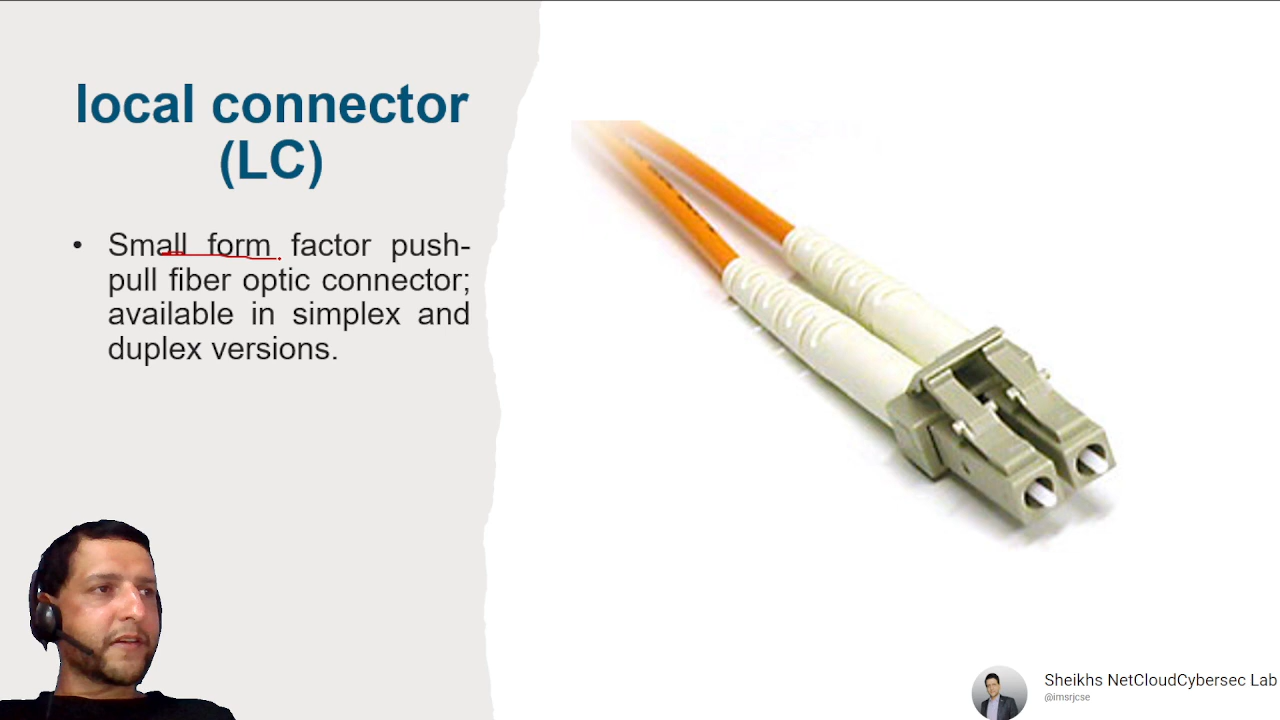 local connector
(LC)
• Small form factor push-
pull fiber optic connector;
available in simplex and
duplex versions.
Sheikhs NetCloudCybersec Lab
@imsrjcse